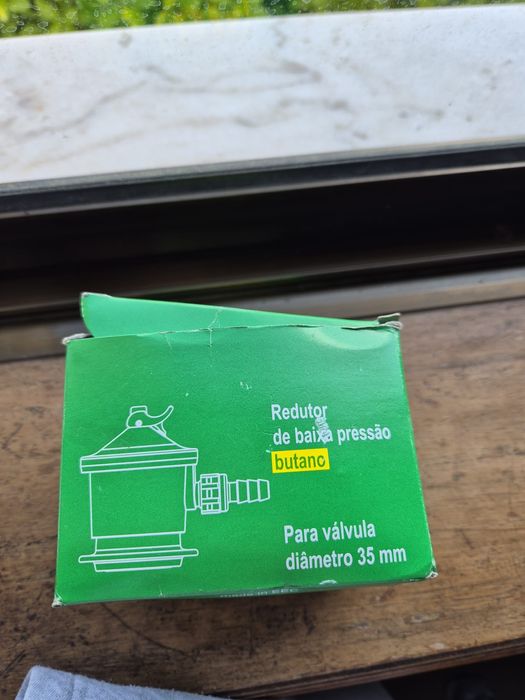 Redutor
de baixa pressão
butano
Para válvula
diâmetro 35 mm